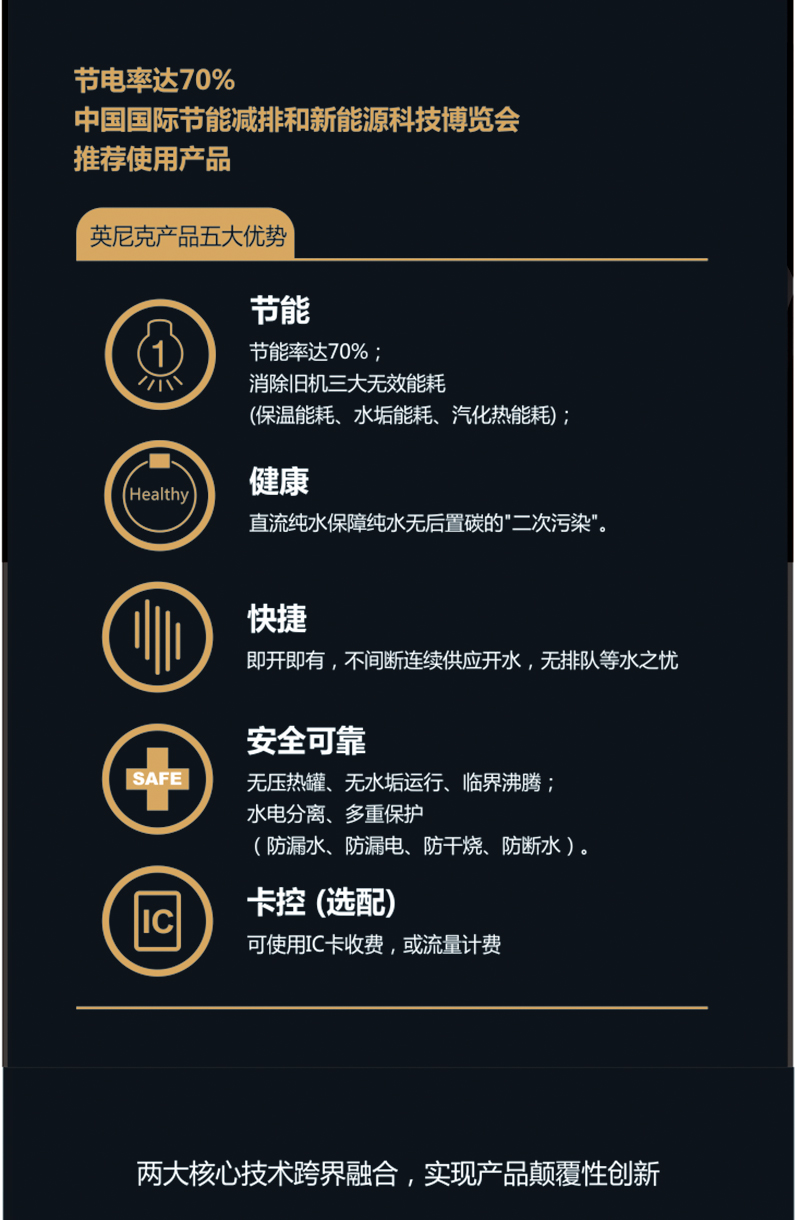 节电率达70%
中国国际节能减排和新能源科技博览会
推荐使用产品
英尼克产品五大优势
1
节能
节能率达70%；
消除旧机三大无效能耗
(保温能耗、水垢能耗、汽化热能耗)；
Healthy
健康
直流纯水保障纯水无后置碳的"二次污染"。
快捷
即开即有，不间断连续供应开水，无排队等水之忧
SAFE
安全可靠
无压热罐、无水垢运行、临界沸腾；
水电分离、多重保护
（防漏水、防漏电、防干烧、防断水）。
IC
卡控 (选配)
可使用IC卡收费，或流量计费
两大核心技术跨界融合，实现产品颠覆性创新